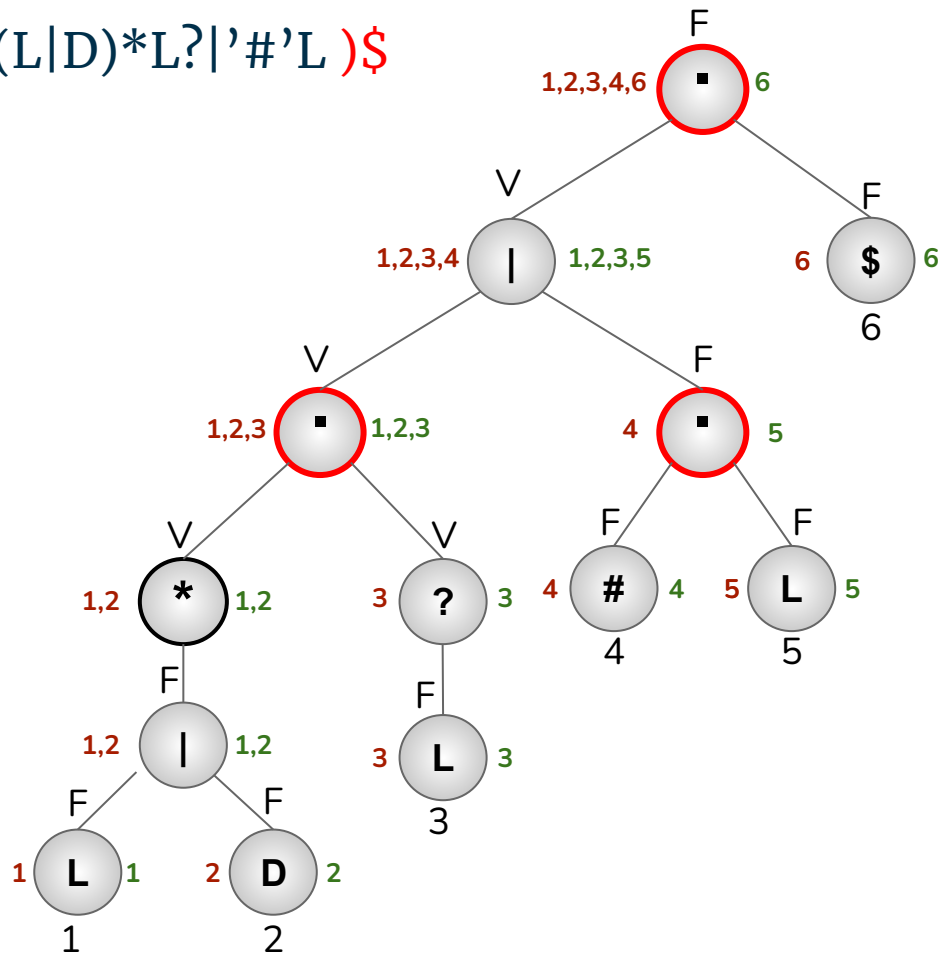 (L|D)*L?|’#’L )$
F
1,2,3,4,6 . 6
V F
1,2,3,4 | 1,2,3,5 6 $ 6
6
V F
1,2,3 . 1,2,3 4 . 5
V V F F
1,2 * 1,2 3 ? 3 4 # 4 5 L 5
4 5
F F
1,2 | 1,2 3 L 3
F F 3
1 L 1 2 D 2
1 2